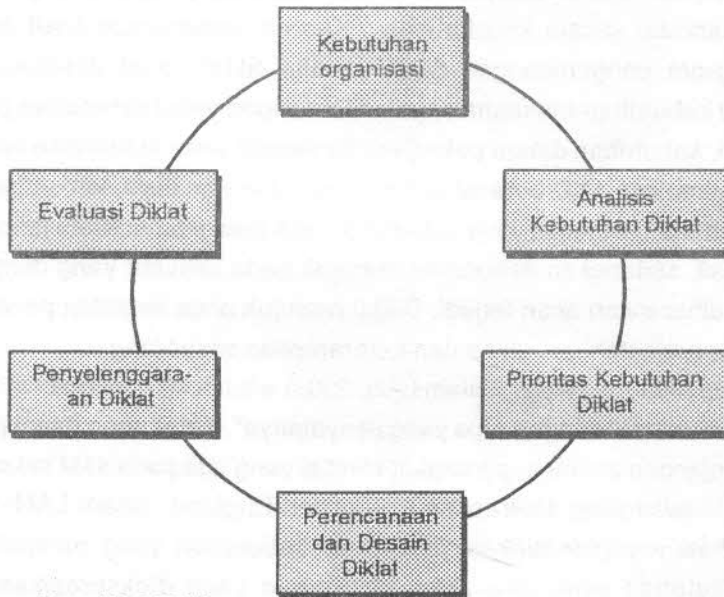 Kebutuhan
organisasi
Analisis
Kebutuhan Diklat
Prioritas Kebutuhan
Diklat
Perencanaan
dan Desain
Diklat
Penyelenggara-
an Diklat
Evaluasi Diklat